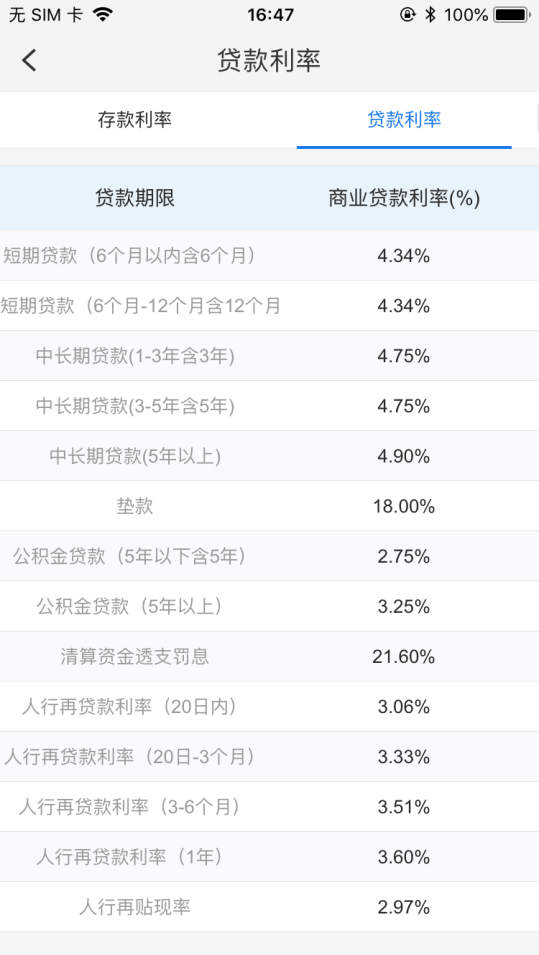 无 SIM 卡 16:47 100%
贷款利率
存款利率 贷款利率
贷款期限 商业贷款利率(%)
短期贷款（6个月以内含6个月） 4.34%
短期贷款（6个月-12个月含12个月 4.34%
中长期贷款(1-3年含3年) 4.75%
中长期贷款(3-5年含5年) 4.75%
中长期贷款(5年以上) 4.90%
垫款 18.00%
公积金贷款（5年以下含5年） 2.75%
公积金贷款（5年以上） 3.25%
清算资金透支罚息 21.60%
人行再贷款利率（20日内） 3.06%
人行再贷款利率（20日-3个月） 3.33%
人行再贷款利率（3-6个月） 3.51%
人行再贷款利率（1年） 3.60%
人行再贴现率 2.97%